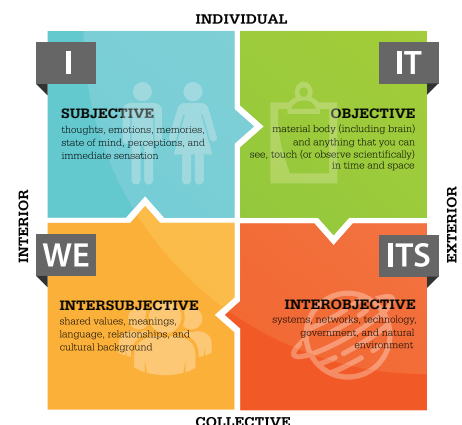 INDIVIDUAL
I
IT
SUBJECTIVE
thoughts, emotions, memories,
state of mind, perceptions, and
immediate sensation
OBJECTIVE
material body (including brain)
and anything that you can
see, touch (or observe scientifically)
in time and space
INTERIOR
EXTERIOR
WE
ITS
INTERSUBJECTIVE
shared values, meanings,
language, relationships, and
cultural background
INTEROBJECTIVE
systems, networks, technology,
government, and natural
environment
COLLECTIVE